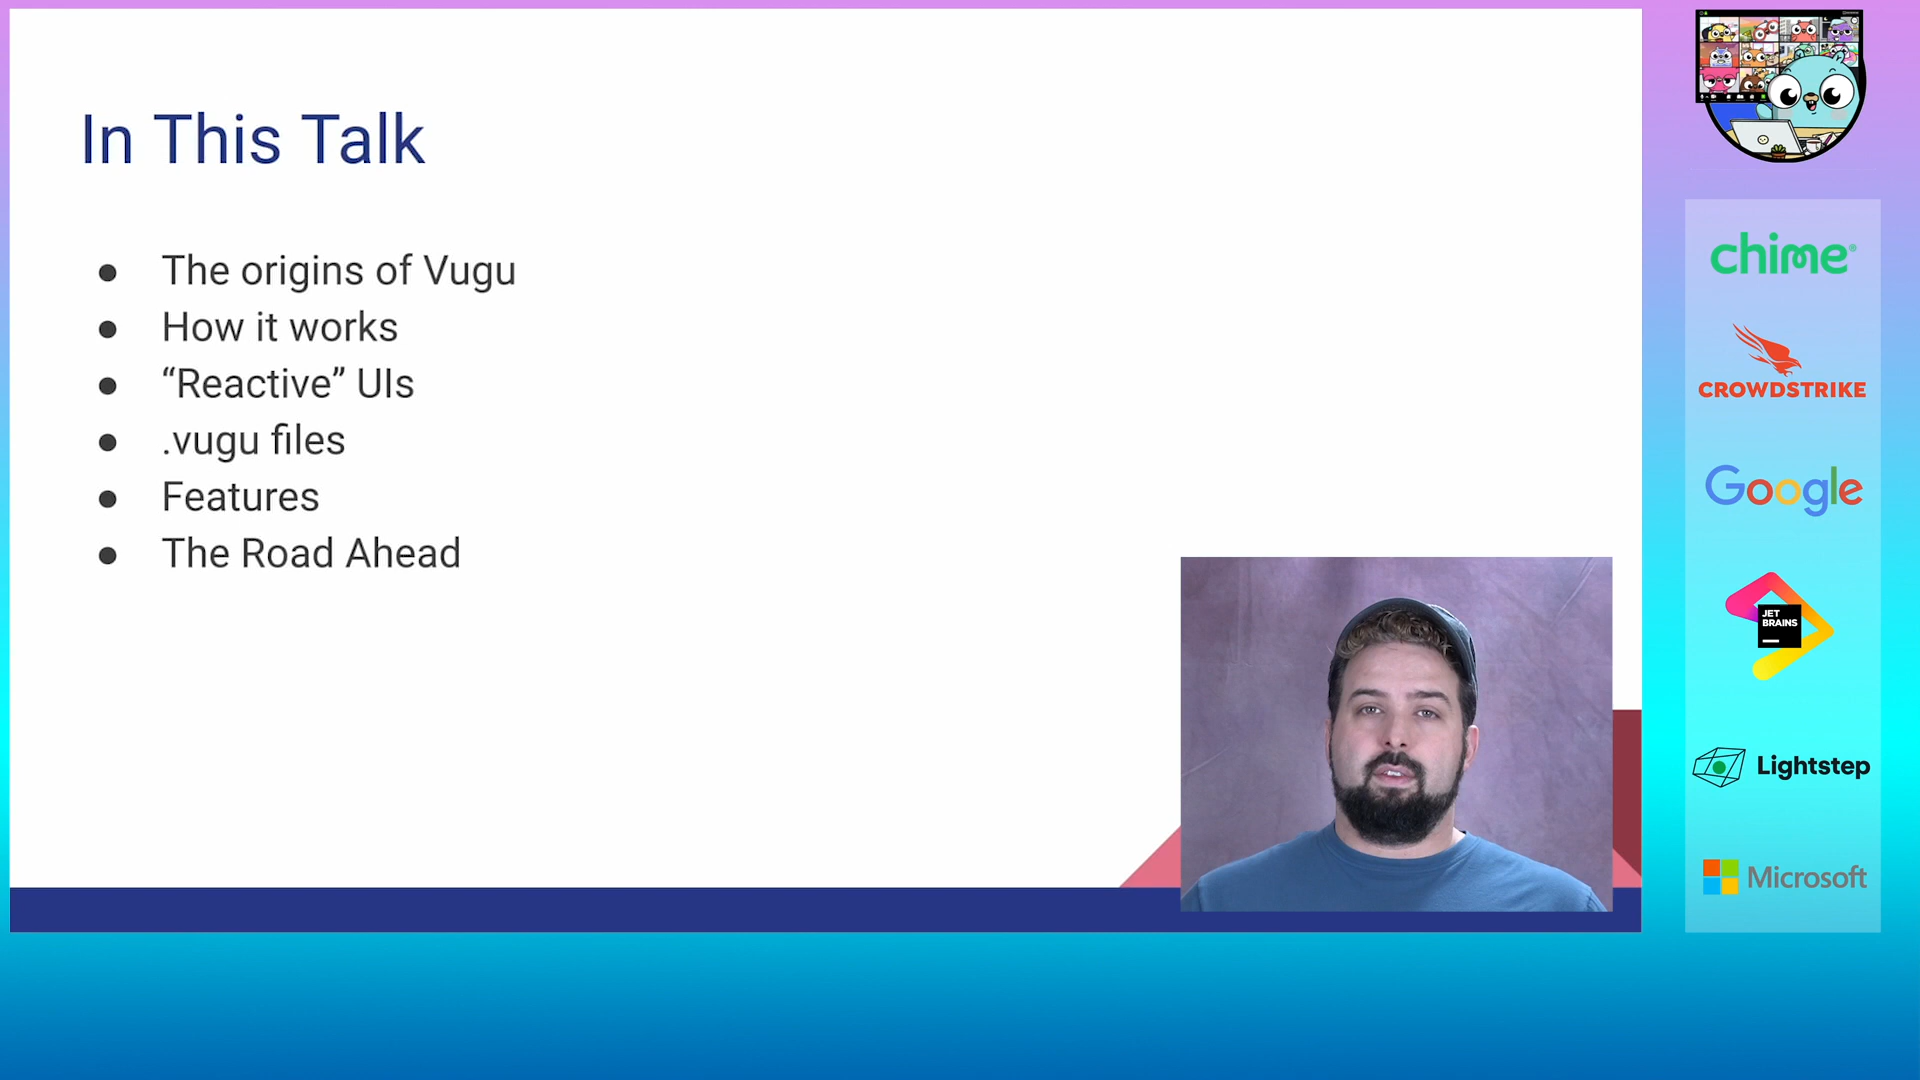 In This Talk
● The origins of Vugu
● How it works
● “Reactive” UIs
● .vugu files
● Features
● The Road Ahead
chime®
CROWDSTRIKE
Google
JET
BRAINS
Lightstep
Microsoft